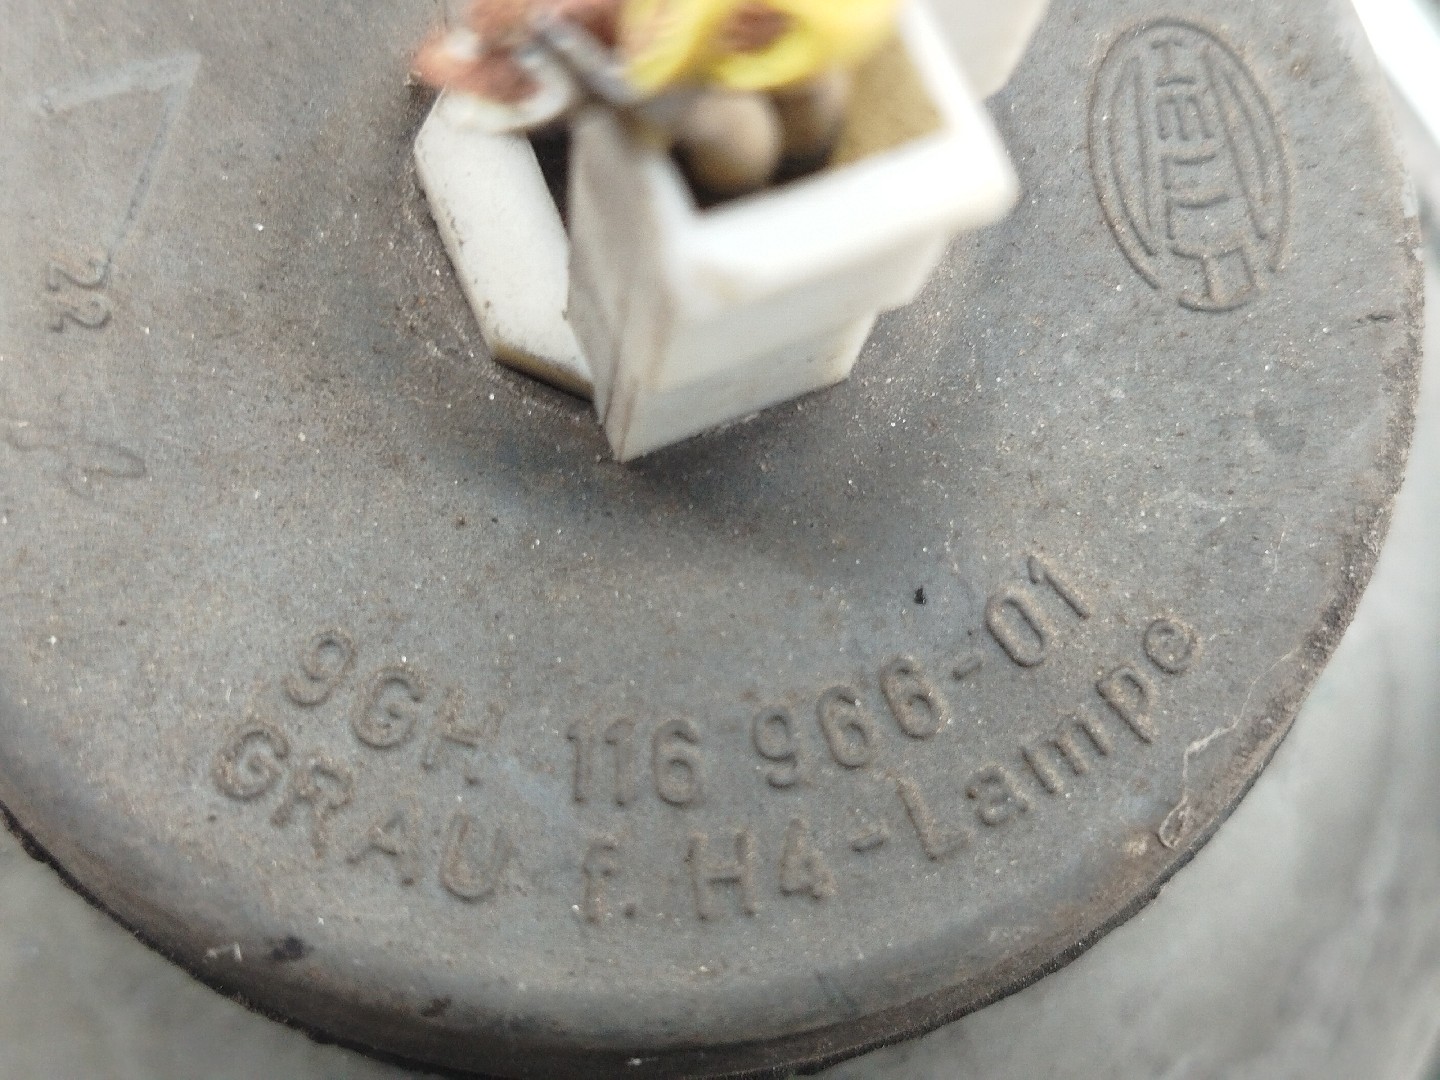 HELLA
22
9GH 116 966-01
GRAU f. H4-Lampe